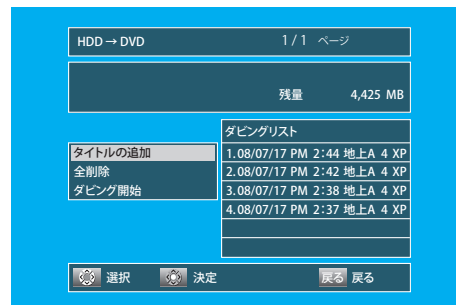 HDD→DVD 1/1 ページ
残量 4,425 MB
ダビングリスト
タイトルの追加
全削除
ダビング開始
1.08/07/17 PM 2:44 地上A 4 XP
2.08/07/17 PM 2:42 地上A 4 XP
3.08/07/17 PM 2:38 地上A 4 XP
4.08/07/17 PM 2:37 地上A 4 XP
選択 決定 戻る 戻る